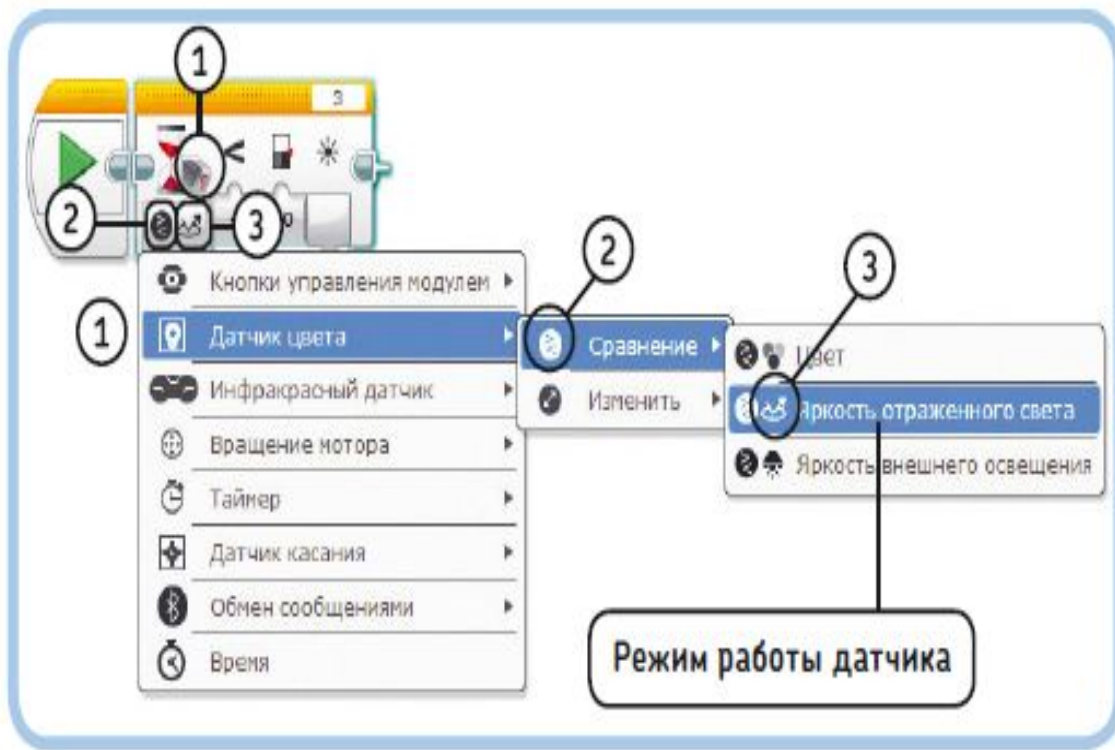 1
3
2
3
Кнопки управления модулем
1
Датчик цвета
Инфракрасный датчик
Вращение мотора
Таймер
Датчик касания
Обмен сообщениями
Время
2
Сравнение
Изменить
3
Цвет
Яркость отраженного света
Яркость внешнего освещения
Режим работы датчика